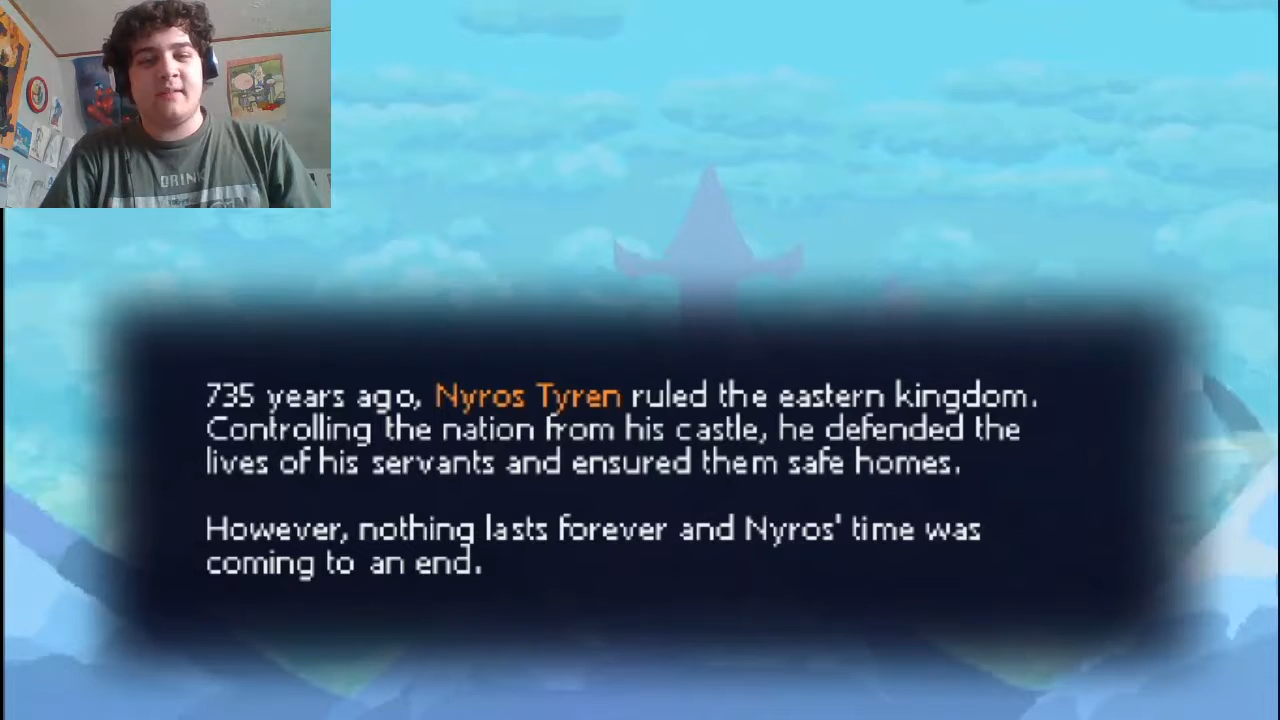 DRINK
735 years ago, Nyros Tyren ruled the eastern kingdom.
Controlling the nation from his castle, he defended the
lives of his servants and ensured them safe homes.
However, nothing lasts forever and Nyros' time was
coming to an end.